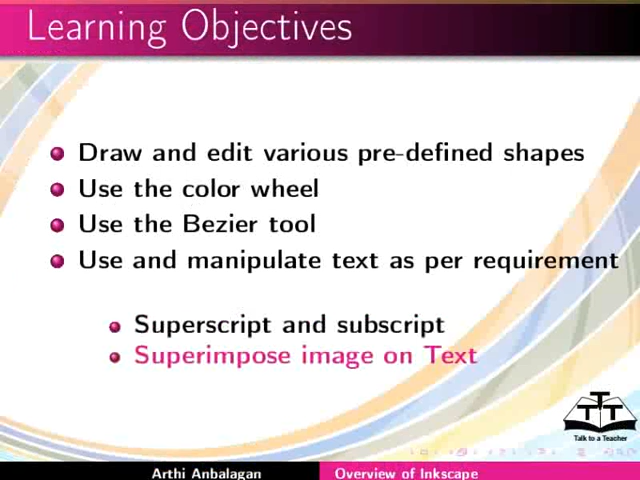 Learning Objectives
Draw and edit various pre-defined shapes
Use the color wheel
Use the Bezier tool
Use and manipulate text as per requirement
Superscript and subscript
Superimpose image on Text
TTT
Talk to a Teacher
Arthi Anbalagan
Overview of Inkscape